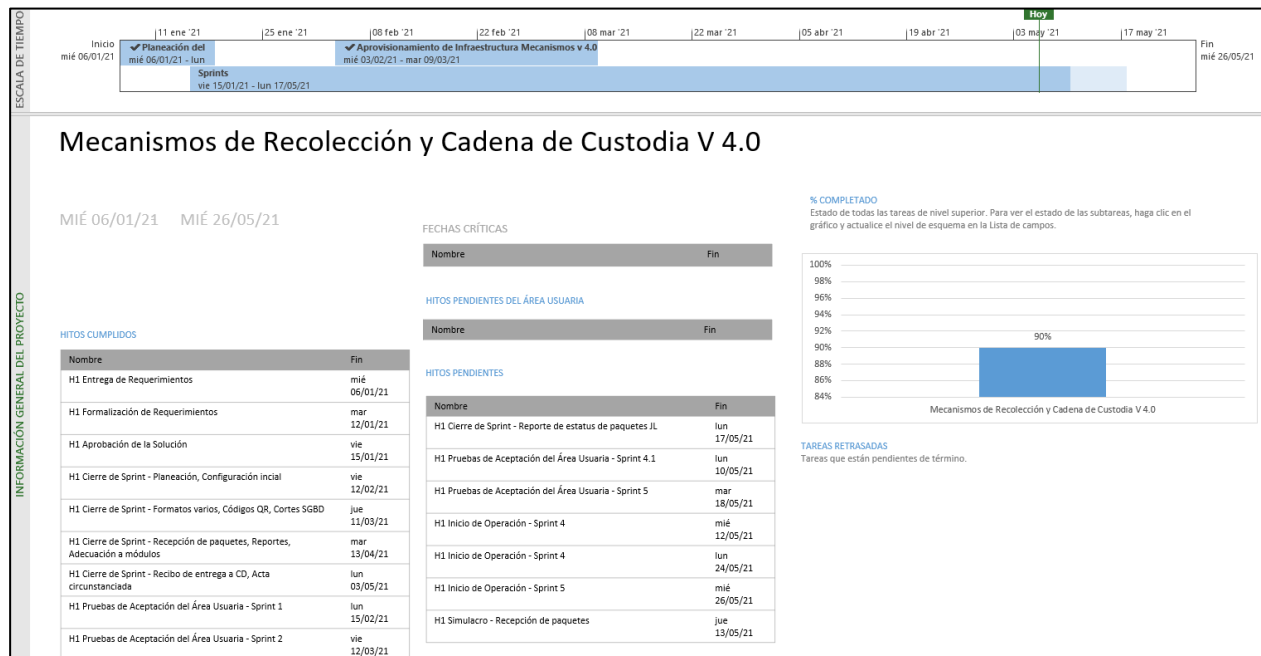 ESCALA DE TIEMPO
Hoy
11 ene '21
25 ene '21
08 feb '21
22 feb '21
08 mar '21
22 mar '21
05 abr '21
19 abr '21
03 may '21
17 may '21
Inicio
mié 06/01/21
Planeación del
mié 06/01/21 - lun
Aprovisionamiento de Infraestructura Mecanismos v 4.0
mié 03/02/21 - mar 09/03/21
Sprints
vie 15/01/21 - lun 17/05/21
Fin
mié 26/05/21
INFORMACIÓN GENERAL DEL PROYECTO
Mecanismos de Recolección y Cadena de Custodia V 4.0
MIÉ 06/01/21 MIÉ 26/05/21
HITOS CUMPLIDOS
Nombre Fin
H1 Entrega de Requerimientos mié
06/01/21
H1 Formalización de Requerimientos mar
12/01/21
H1 Aprobación de la Solución vie
15/01/21
H1 Cierre de Sprint - Planeación, Configuración incial vie
12/02/21
H1 Cierre de Sprint - Formatos varios, Códigos QR, Cortes SGBD jue
11/03/21
H1 Cierre de Sprint - Recepción de paquetes, Reportes, mar
Adecuación a módulos 13/04/21
H1 Cierre de Sprint - Recibo de entrega a CD, Acta lun
circunstanciada 03/05/21
H1 Pruebas de Aceptación del Área Usuaria - Sprint 1 lun
15/02/21
H1 Pruebas de Aceptación del Área Usuaria - Sprint 2 vie
12/03/21
FECHAS CRÍTICAS
Nombre Fin
HITOS PENDIENTES DEL ÁREA USUARIA
Nombre Fin
HITOS PENDIENTES
Nombre Fin
H1 Cierre de Sprint - Reporte de estatus de paquetes JL lun
17/05/21
H1 Pruebas de Aceptación del Área Usuaria - Sprint 4.1 lun
10/05/21
H1 Pruebas de Aceptación del Área Usuaria - Sprint 5 mar
18/05/21
H1 Inicio de Operación - Sprint 4 mié
12/05/21
H1 Inicio de Operación - Sprint 4 lun
24/05/21
H1 Inicio de Operación - Sprint 5 mié
26/05/21
H1 Simulacro - Recepción de paquetes jue
13/05/21
% COMPLETADO
Estado de todas las tareas de nivel superior. Para ver el estado de las subtareas, haga clic en el
gráfico y actualice el nivel de esquema en la Lista de campos.
100%
98%
96%
94%
92%
90%
88%
86%
84%
90%
Mecanismos de Recolección y Cadena de Custodia V 4.0
TAREAS RETRASADAS
Tareas que están pendientes de término.